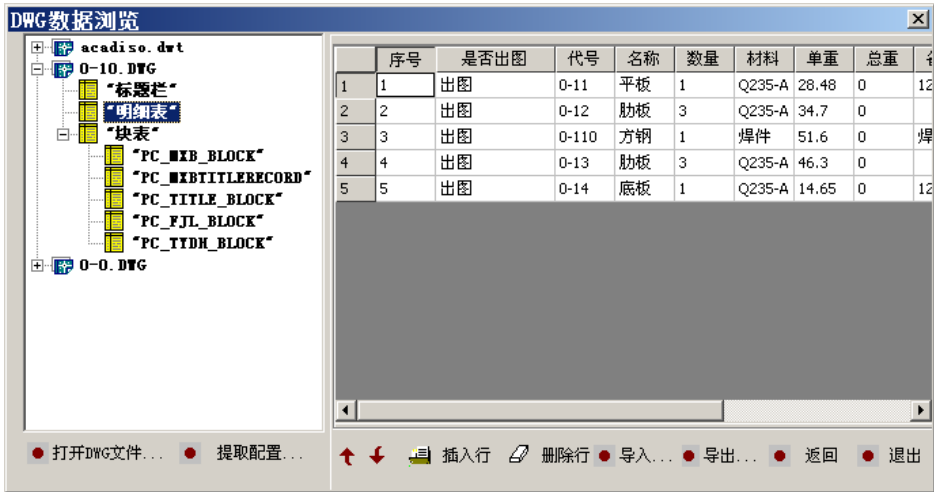 DWG数据浏览
acadiso.dwt
0-10.DWG
"标题栏"
"明细表"
"块表"
"PC_MXB_BLOCK"
"PC_MXBTITLERECORD"
"PC_TITLE_BLOCK"
"PC_FJL_BLOCK"
"PC_TYDH_BLOCK"
0-0.DWG
序号 是否出图 代号 名称 数量 材料 单重 总重
1 1 出图 0-11 平板 1 Q235-A 28.48 0 12
2 2 出图 0-12 肋板 3 Q235-A 34.7 0
3 3 出图 0-110 方钢 1 焊件 51.6 0 焊
4 4 出图 0-13 肋板 3 Q235-A 46.3 0
5 5 出图 0-14 底板 1 Q235-A 14.65 0 12
打开DWG文件... 提取配置... 插入行 删除行 导入... 导出... 返回 退出